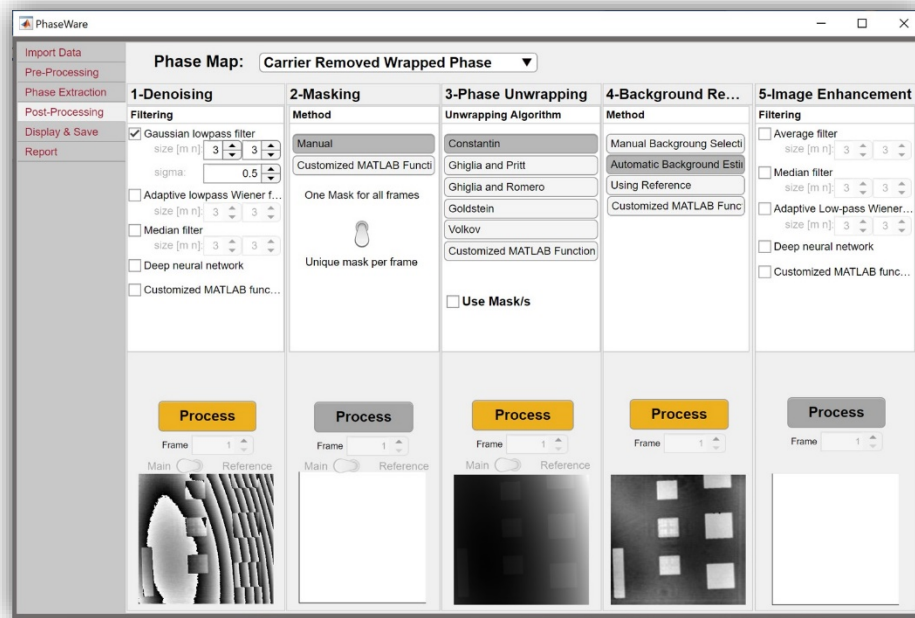 PhaseWare
Import Data
Pre-Processing
Phase Extraction
Post-Processing
Display & Save
Report
Phase Map: Carrier Removed Wrapped Phase
1-Denoising
Filtering
Gaussian lowpass filter
size [m n]: 3 3
sigma: 0.5
Adaptive lowpass Wiener f...
size [m n]: 3 3
Median filter
size [m n]: 3 3
Deep neural network
Customized MATLAB func...
Process
Frame 1
Main Reference
2-Masking
Method
Manual
Customized MATLAB Functi
One Mask for all frames
Unique mask per frame
Process
Frame 1
Main Reference
3-Phase Unwrapping
Unwrapping Algorithm
Constantin
Ghiglia and Pritt
Ghiglia and Romero
Goldstein
Volkov
Customized MATLAB Function
Use Mask/s
Process
Frame 1
Main Reference
4-Background Re...
Method
Manual Backgroung Selecti
Automatic Background Esti
Using Reference
Customized MATLAB Func
Process
Frame 1
5-Image Enhancement
Filtering
Average filter
size [m n]: 3 3
Median filter
size [m n]: 3 3
Adaptive Low-pass Wiener...
size [m n]: 3 3
Deep neural network
Customized MATLAB func...
Process
Frame 1